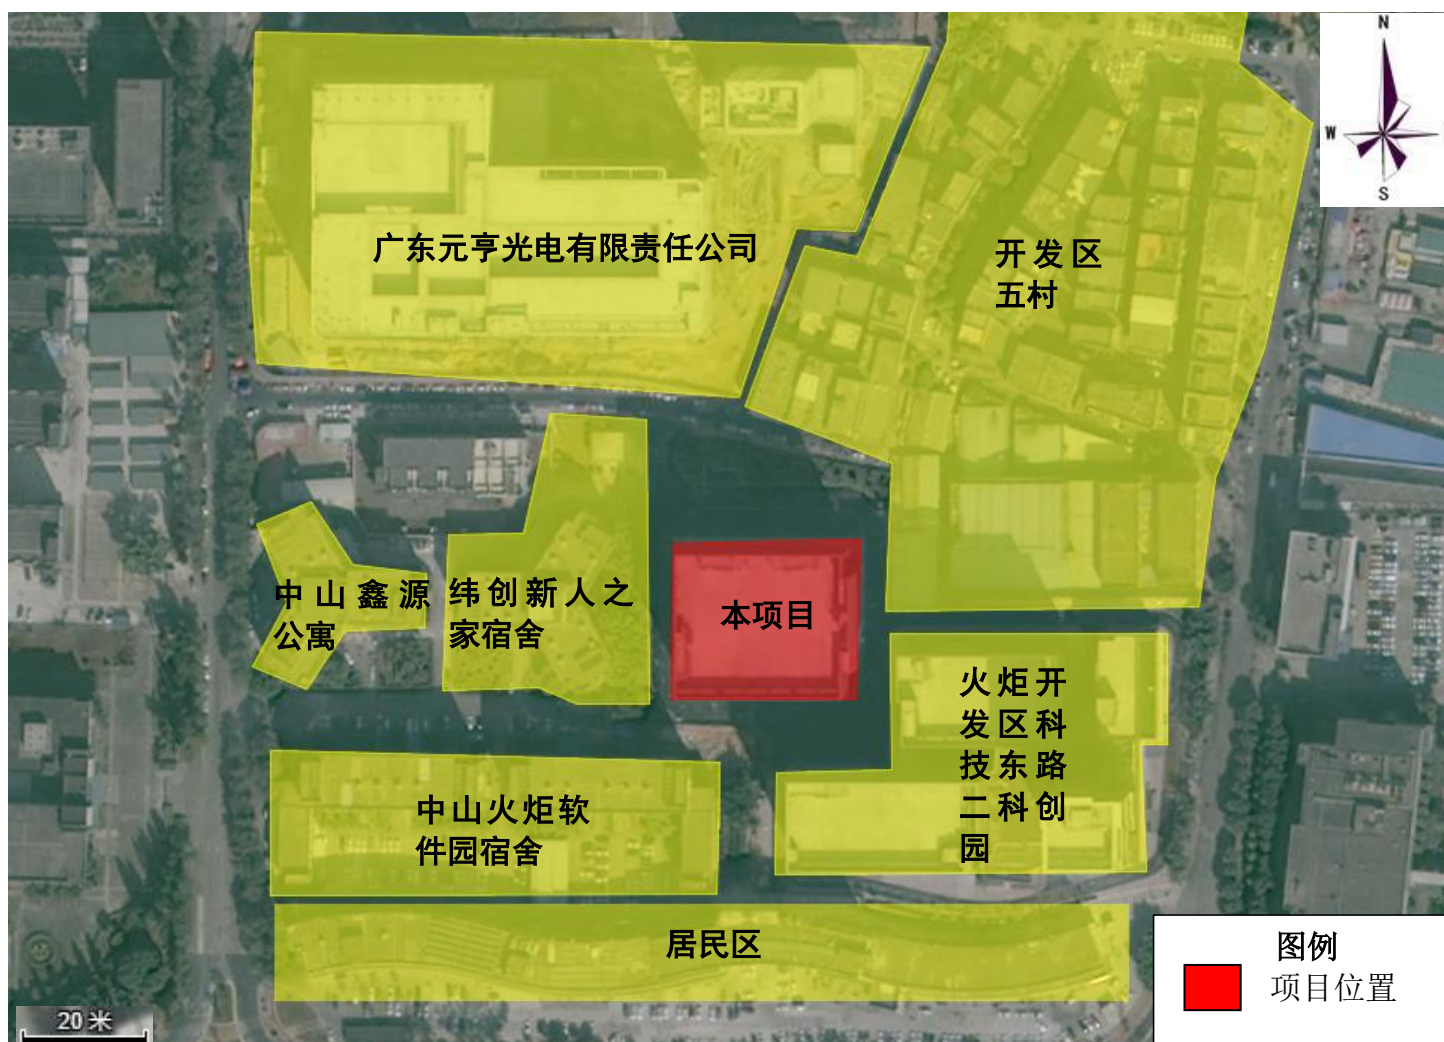 N
W
S
广东元亨光电有限责任公司
开发区
五村
中山鑫源
公寓
纬创新人之
家宿舍
本项目
火炬开
发区科
技东路
二科创
园
中山火炬软
件园宿舍
居民区
图例
项目位置
20 米